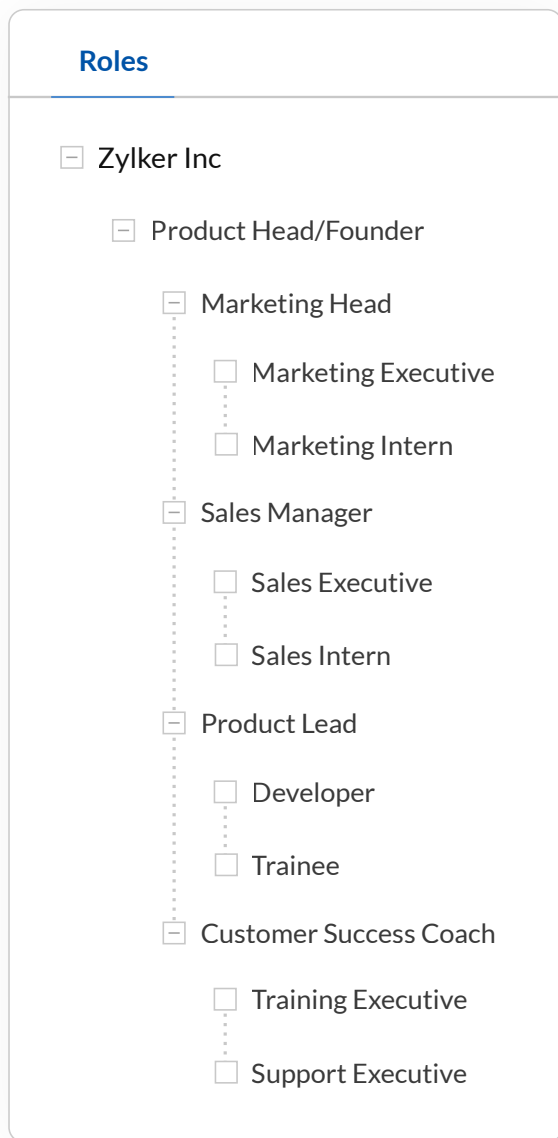 Roles
Zylker Inc
Product Head/Founder
Marketing Head
Marketing Executive
Marketing Intern
Sales Manager
Sales Executive
Sales Intern
Product Lead
Developer
Trainee
Customer Success Coach
Training Executive
Support Executive